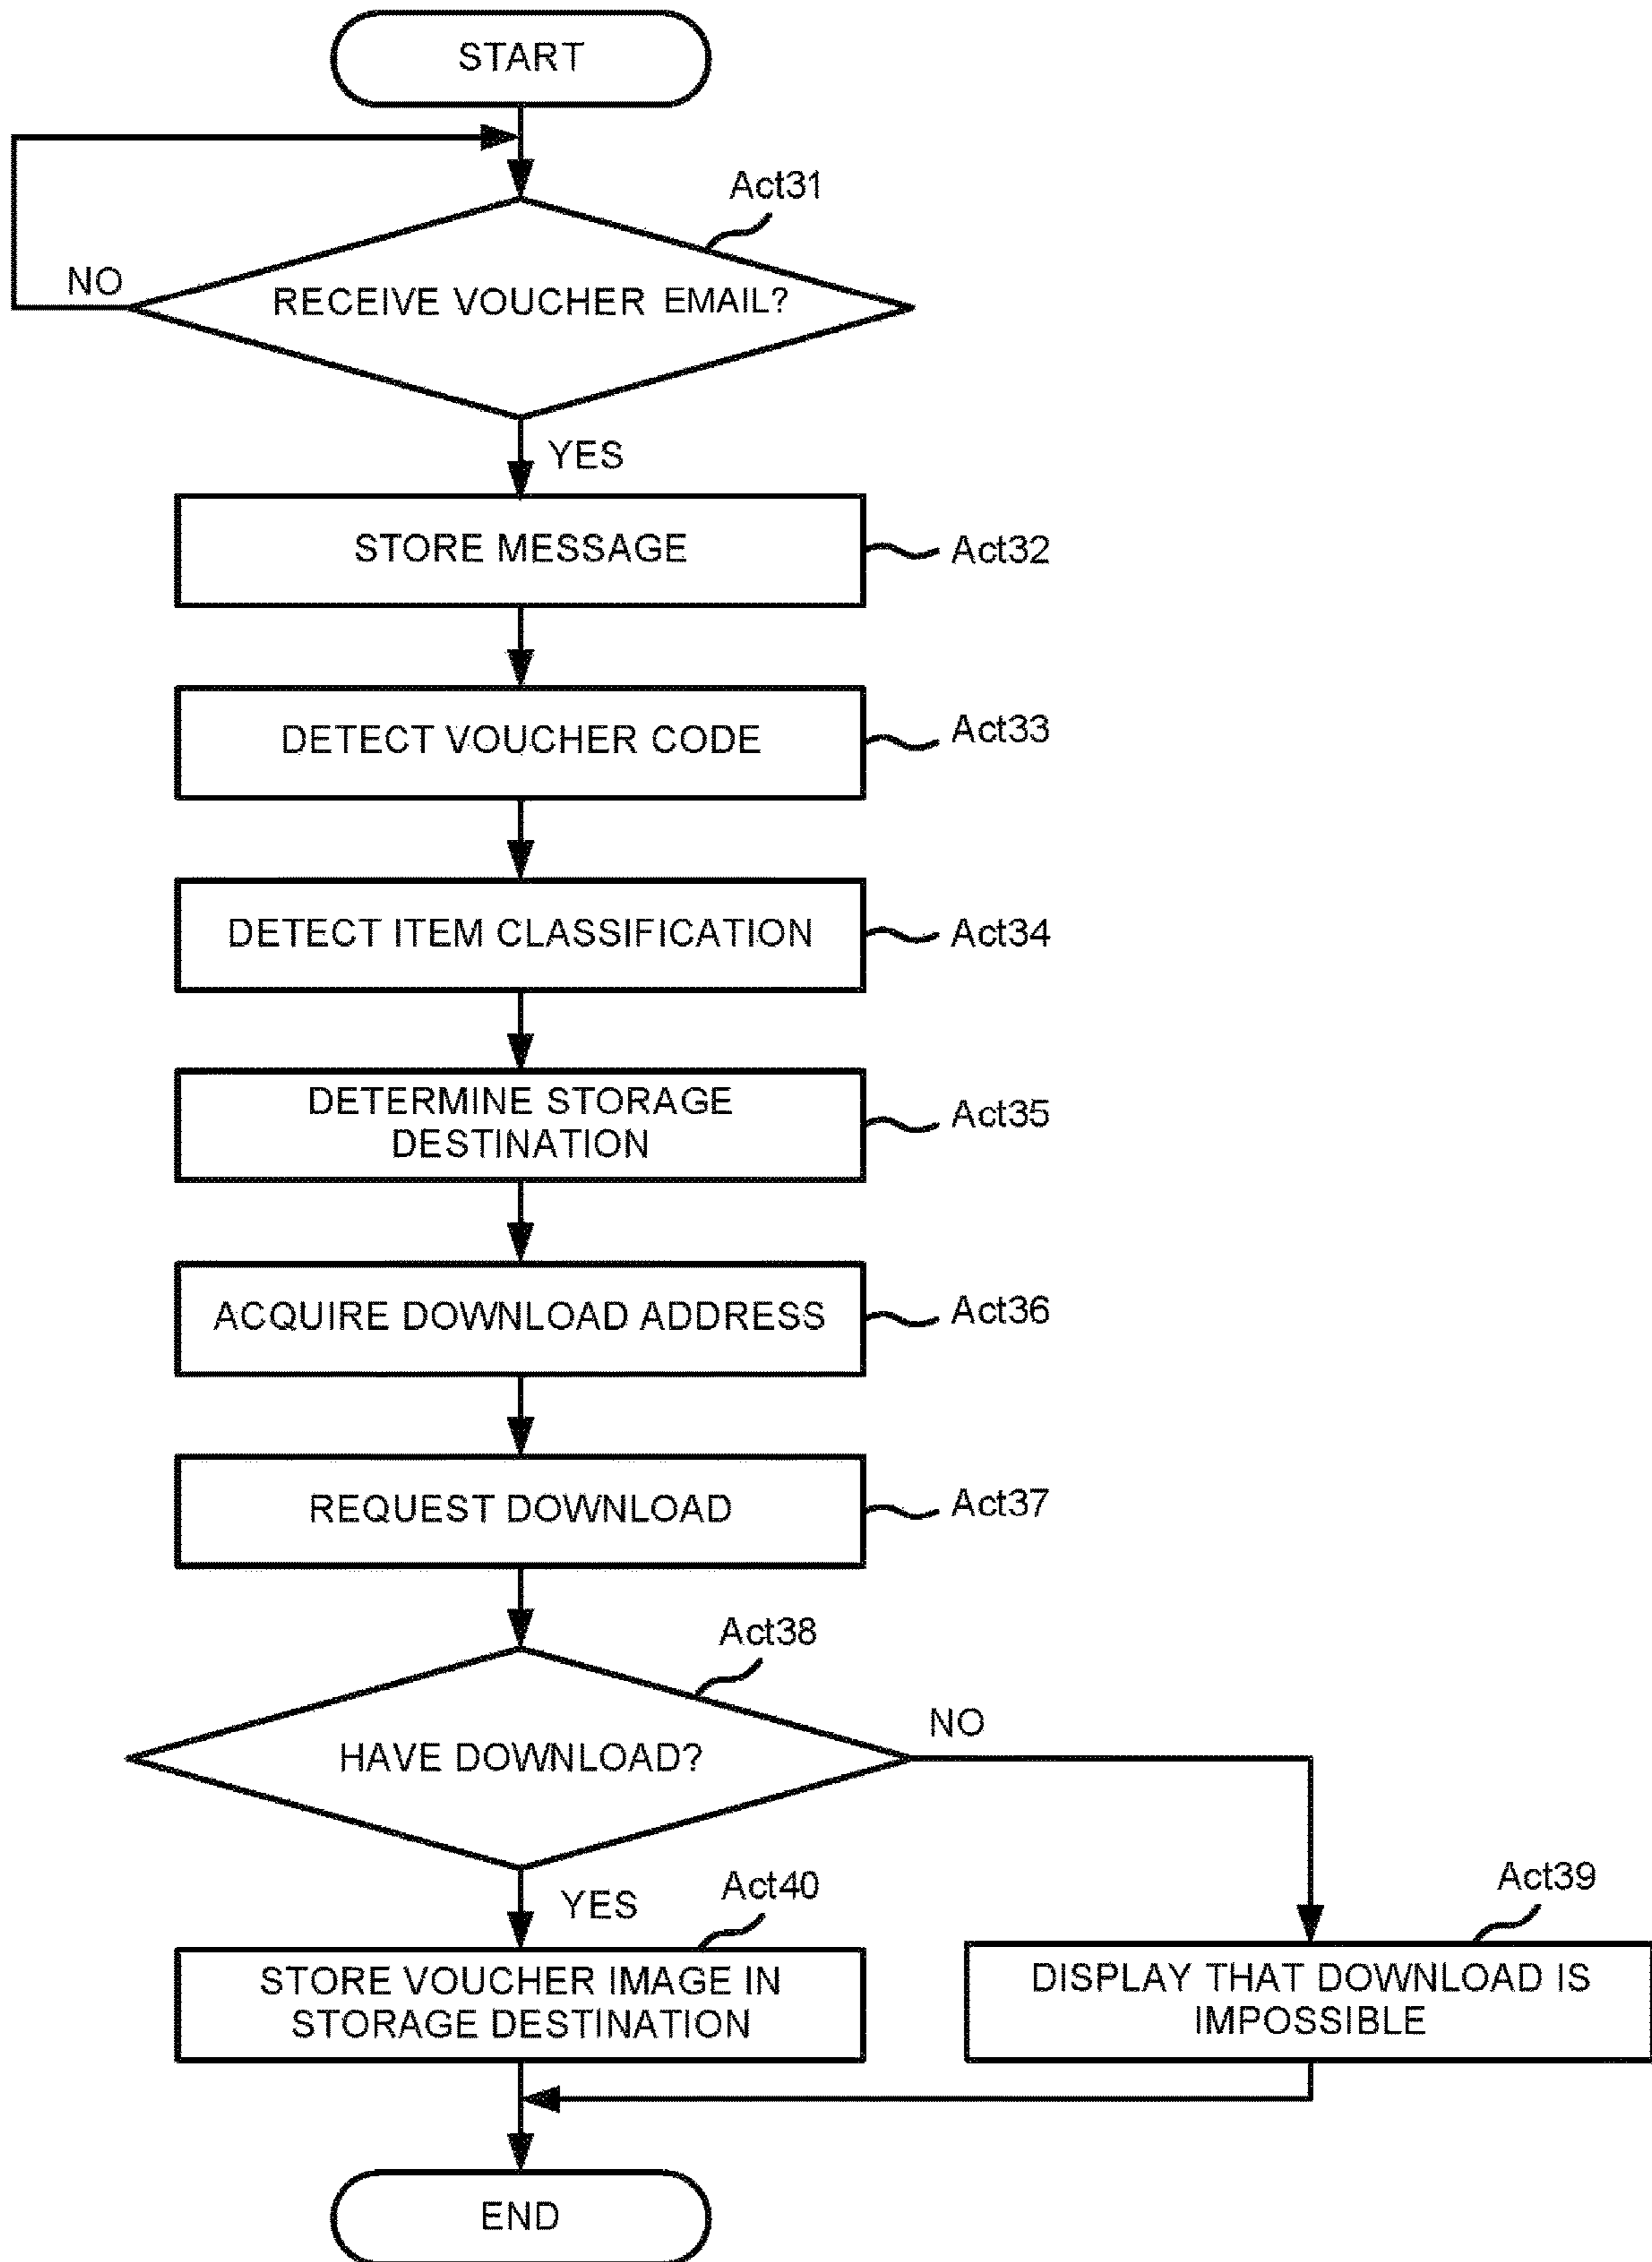 START
Act31
NO
RECEIVE VOUCHER EMAIL?
YES
STORE MESSAGE
Act32
DETECT VOUCHER CODE
Act33
DETECT ITEM CLASSIFICATION
Act34
DETERMINE STORAGE
DESTINATION
Act35
ACQUIRE DOWNLOAD ADDRESS
Act36
REQUEST DOWNLOAD
Act37
Act38
HAVE DOWNLOAD?
NO
YES
Act40
Act39
STORE VOUCHER IMAGE IN
STORAGE DESTINATION
DISPLAY THAT DOWNLOAD IS
IMPOSSIBLE
END